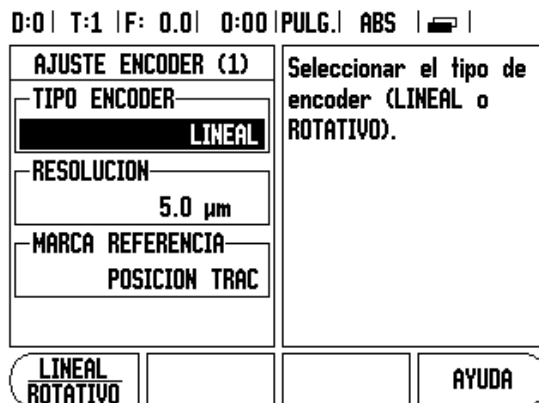 D:0 | T:1 | F: 0.0 | 0:00 | PULG. | ABS |
AJUSTE ENCODER (1)
TIPO ENCODER
LINEAL
RESOLUCION
5.0 µm
MARCA REFERENCIA
POSICION TRAC
Seleccionar el tipo de
encoder (LINEAL o
ROTATIVO).
LINEAL
ROTATIVO
AYUDA